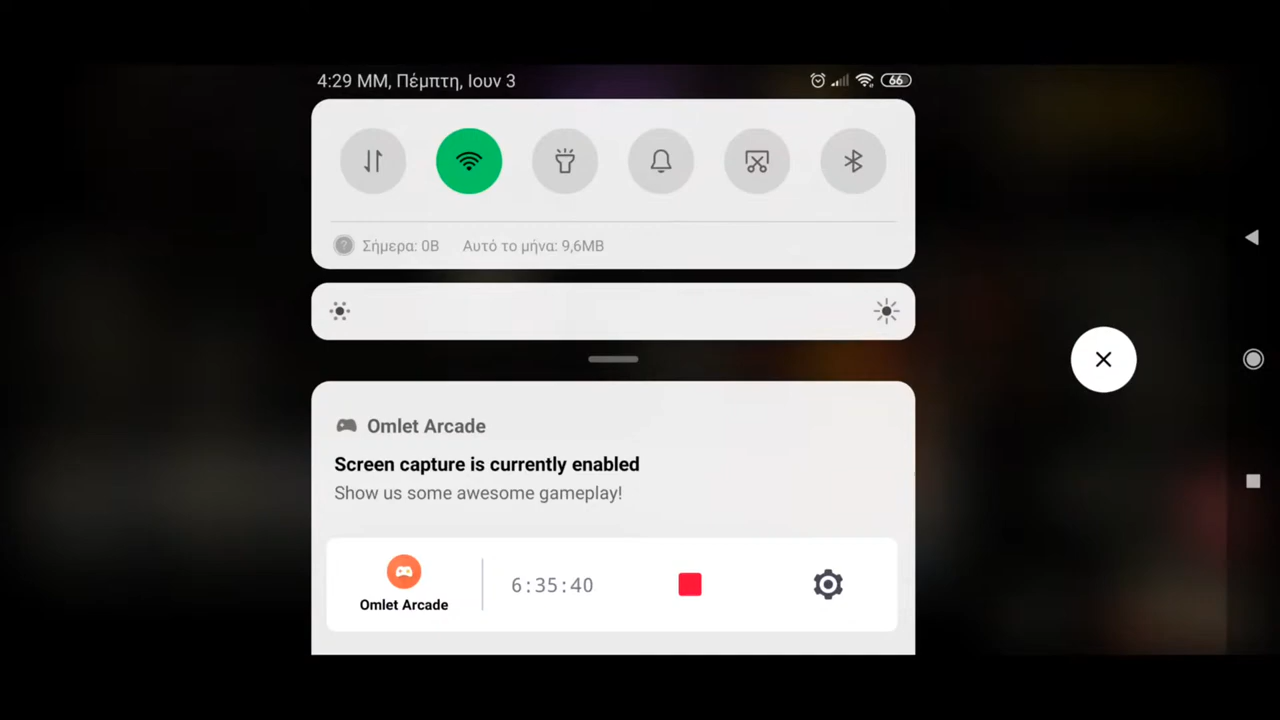 4:29 ΜΜ, Πέμπτη, Ιουν 3
66
Σήμερα: 0B Αυτό το μήνα: 9,6MB
Omlet Arcade
Screen capture is currently enabled
Show us some awesome gameplay!
6:35:40
Omlet Arcade